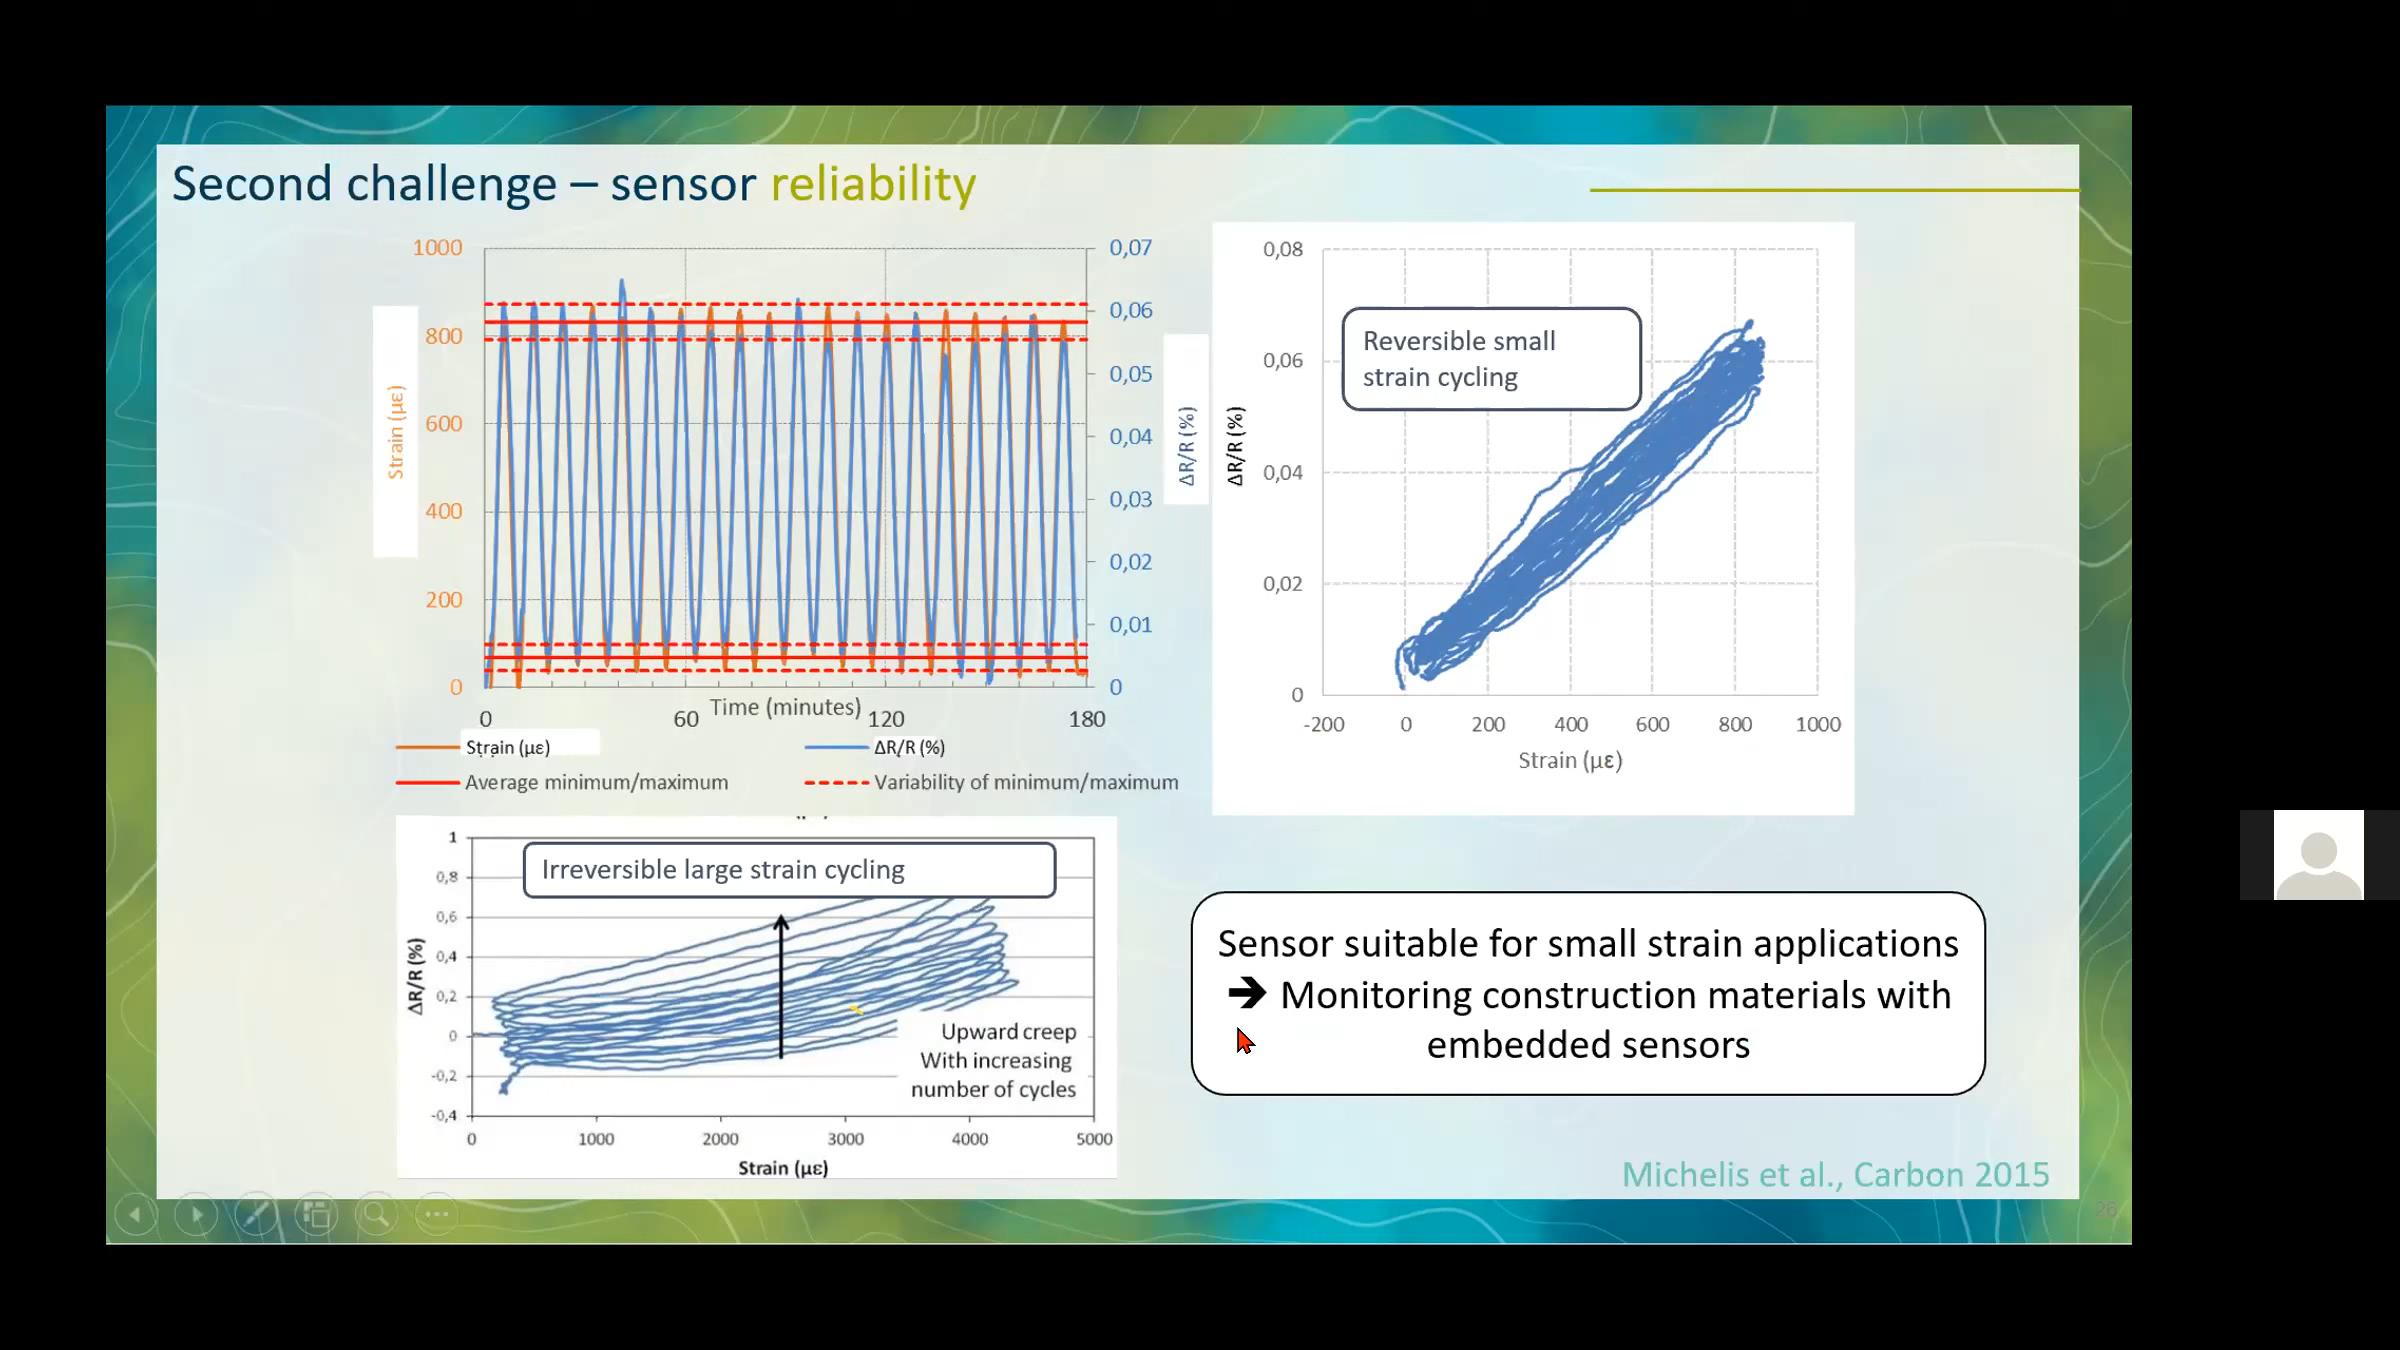 Second challenge – sensor reliability
1000
800
600
400
200
0
Strain (με)
0,07
0,06
0,05
0,04
0,03
0,02
0,01
0
ΔR/R (%)
0
60
120
180
Time (minutes)
Strain (με)
ΔR/R (%)
Average minimum/maximum
Variability of minimum/maximum
0,08
0,06
0,04
0,02
0
ΔR/R (%)
Reversible small
strain cycling
-200
0
200
400
600
800
1000
Strain (με)
1
0,8
0,6
0,4
0,2
0
-0,2
-0,4
ΔR/R (%)
Irreversible large strain cycling
Upward creep
With increasing
number of cycles
0
1000
2000
3000
4000
5000
Strain (με)
Sensor suitable for small strain applications
➔ Monitoring construction materials with
embedded sensors
Michelis et al., Carbon 2015
26